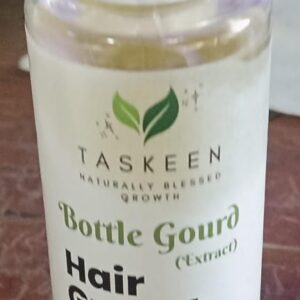 TASKEEN
NATURALLY BLESSED
GROWTH
Bottle Gourd
(Extract)
Hair